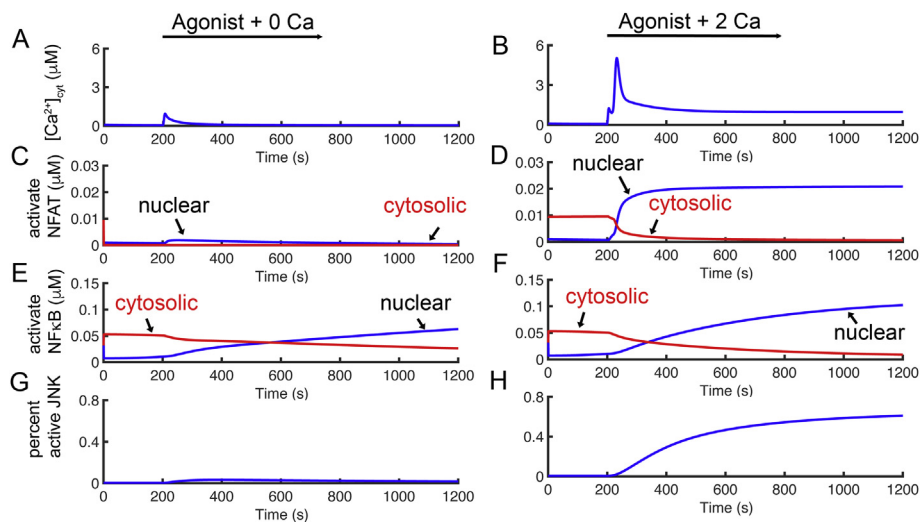 Agonist + 0 Ca
Agonist + 2 Ca
A
[Ca²⁺]cyt (μM)
6
3
0
0 200 400 600 800 1000 1200
Time (s)
B
6
3
0
0 200 400 600 800 1000 1200
Time (s)
C
activate
NFAT (μM)
0.03
0.02
0.01
0
nuclear
cytosolic
0 200 400 600 800 1000 1200
Time (s)
D
0.03
0.02
0.01
0
nuclear
cytosolic
0 200 400 600 800 1000 1200
Time (s)
E
activate
NFκB (μM)
0.15
0.1
0.05
0
cytosolic
nuclear
0 200 400 600 800 1000 1200
Time (s)
F
0.15
0.1
0.05
0
cytosolic
nuclear
0 200 400 600 800 1000 1200
Time (s)
G
percent
active JNK
0.8
0.4
0
0 200 400 600 800 1000 1200
Time (s)
H
0.8
0.4
0
0 200 400 600 800 1000 1200
Time (s)